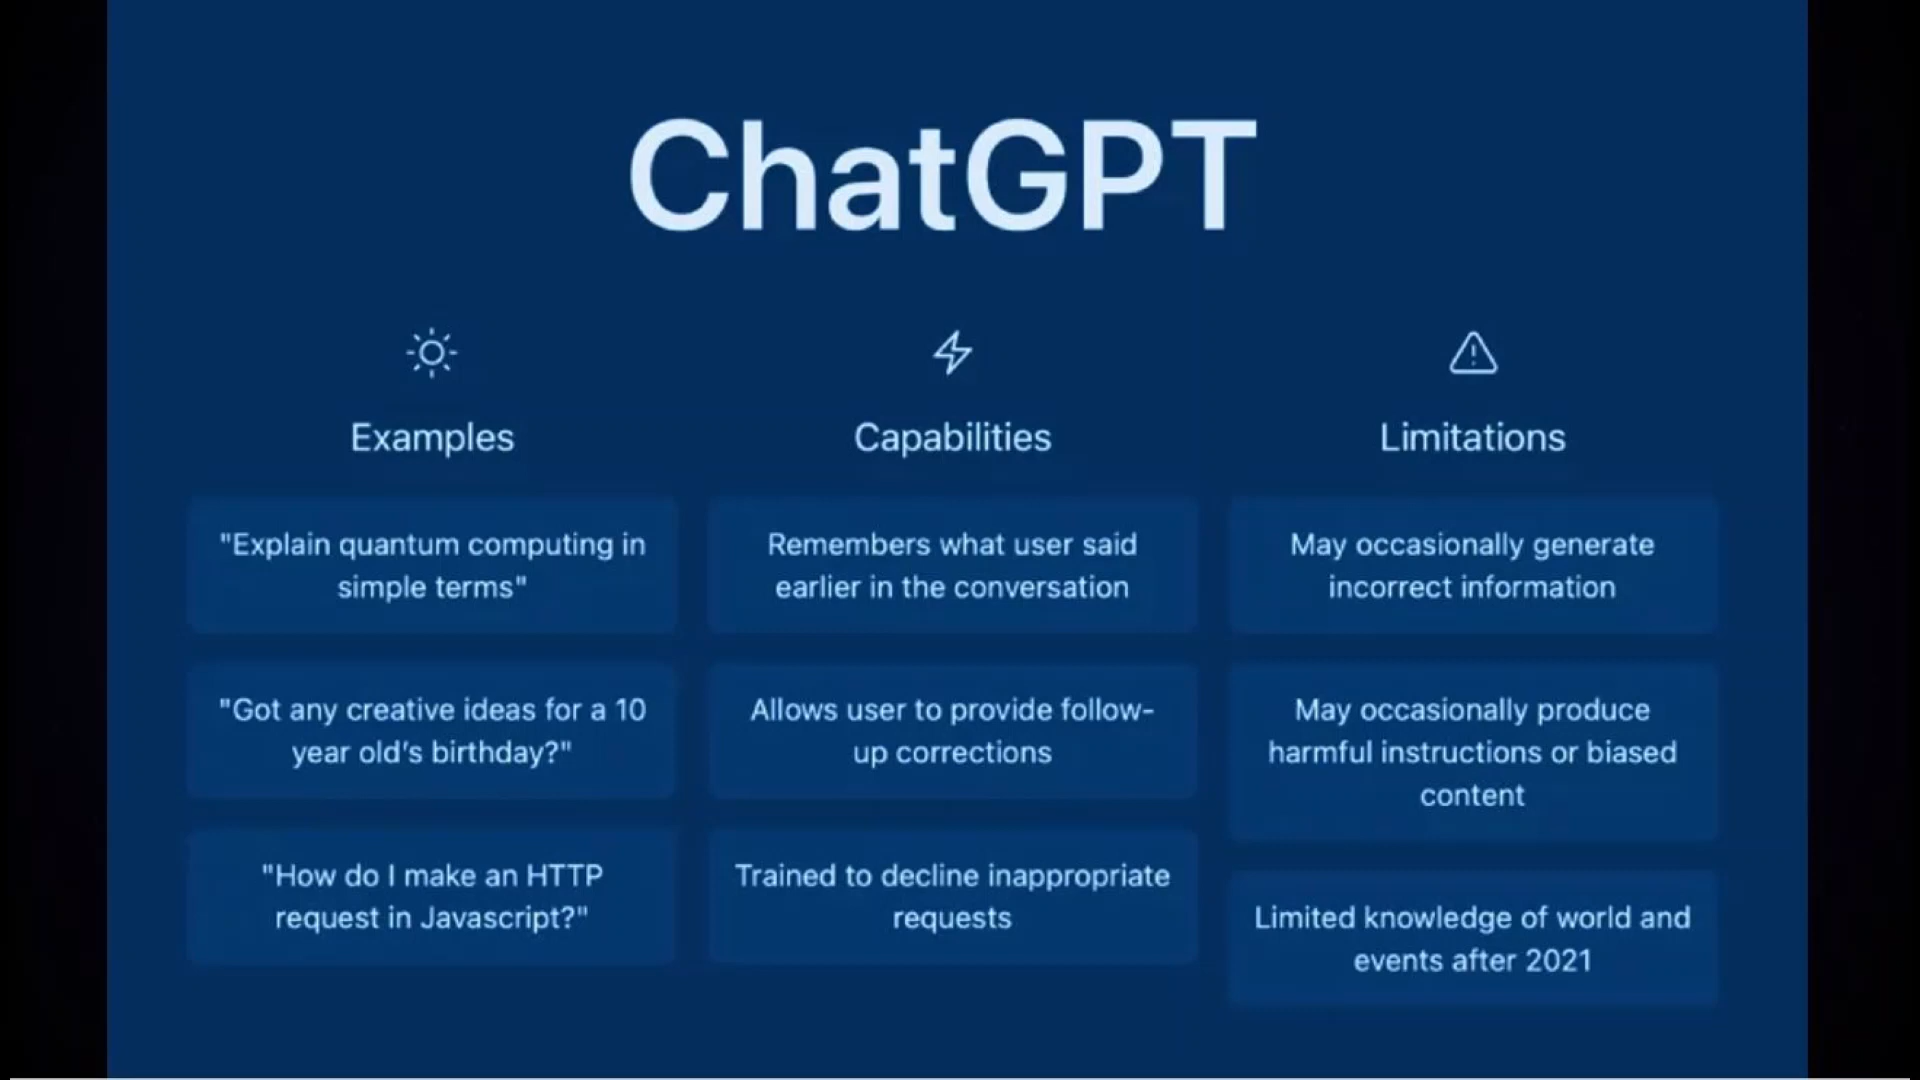 ChatGPT
Examples
"Explain quantum computing in
simple terms"
"Got any creative ideas for a 10
year old's birthday?"
"How do I make an HTTP
request in Javascript?"
Capabilities
Remembers what user said
earlier in the conversation
Allows user to provide follow-
up corrections
Trained to decline inappropriate
requests
Limitations
May occasionally generate
incorrect information
May occasionally produce
harmful instructions or biased
content
Limited knowledge of world and
events after 2021